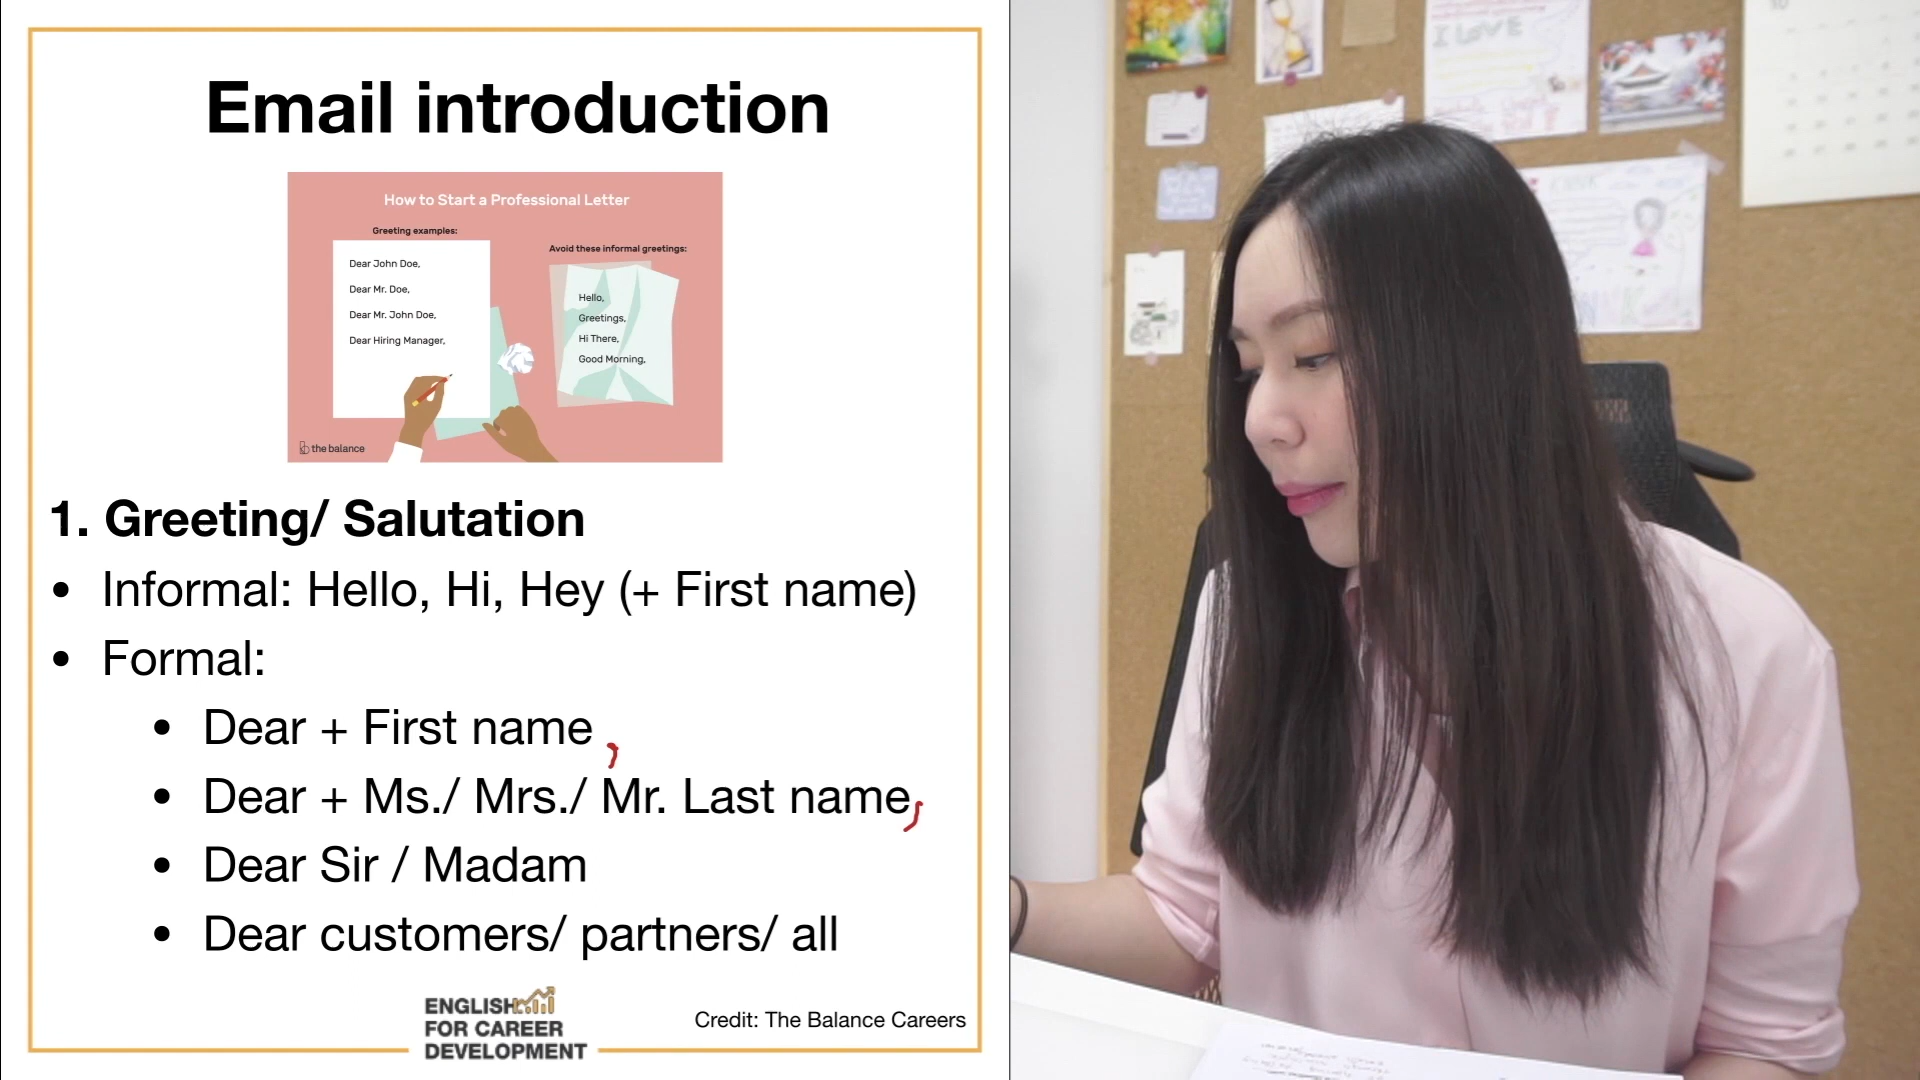 Email introduction
How to Start a Professional Letter
Greeting examples:
Dear John Doe,
Dear Mr. Doe,
Dear Mr. John Doe,
Dear Hiring Manager,
Avoid these informal greetings:
Hello,
Greetings,
Hi There,
Good Morning,
the balance
1. Greeting/ Salutation
• Informal: Hello, Hi, Hey (+ First name)
• Formal:
• Dear + First name ,
• Dear + Ms./ Mrs./ Mr. Last name,
• Dear Sir / Madam
• Dear customers/ partners/ all
ENGLISH
FOR CAREER
DEVELOPMENT
Credit: The Balance Careers
I LOVE